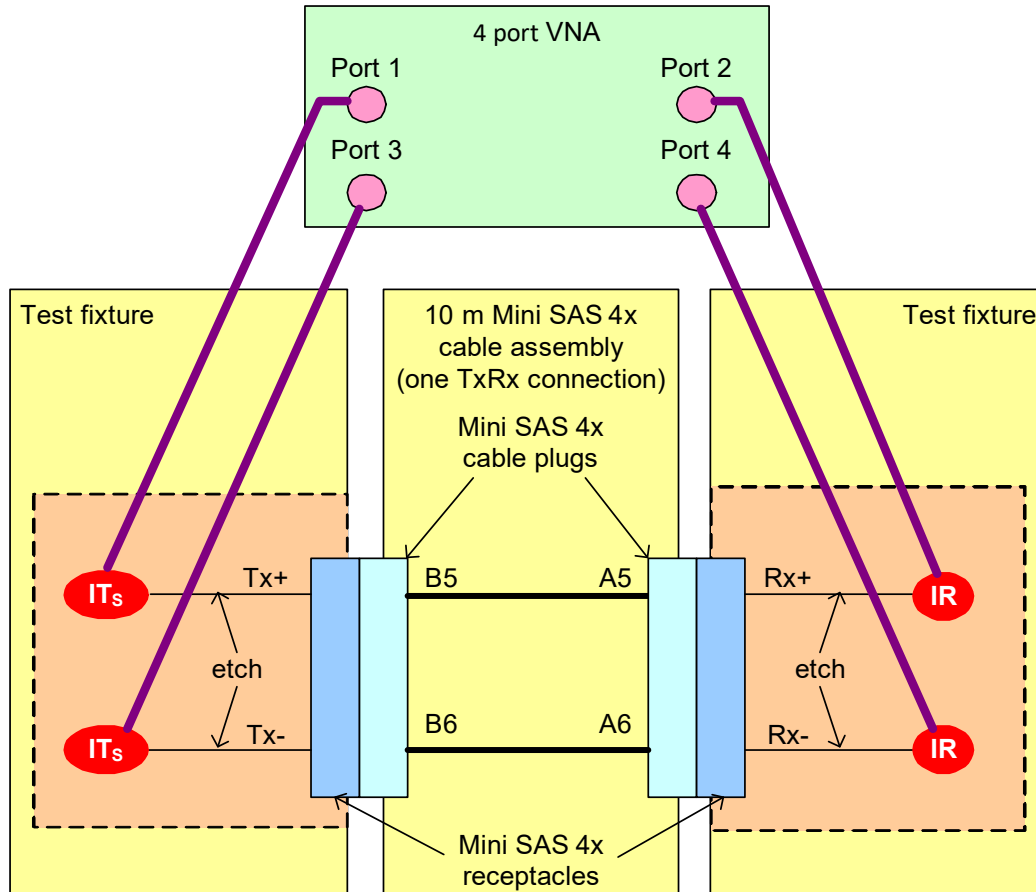 4 port VNA
Port 1
Port 2
Port 3
Port 4
Test fixture
10 m Mini SAS 4x
cable assembly
(one TxRx connection)
Test fixture
Mini SAS 4x
cable plugs
ITS
Tx+
B5
A5
Rx+
IR
etch
etch
ITS
Tx-
B6
A6
Rx-
IR
Mini SAS 4x
receptacles